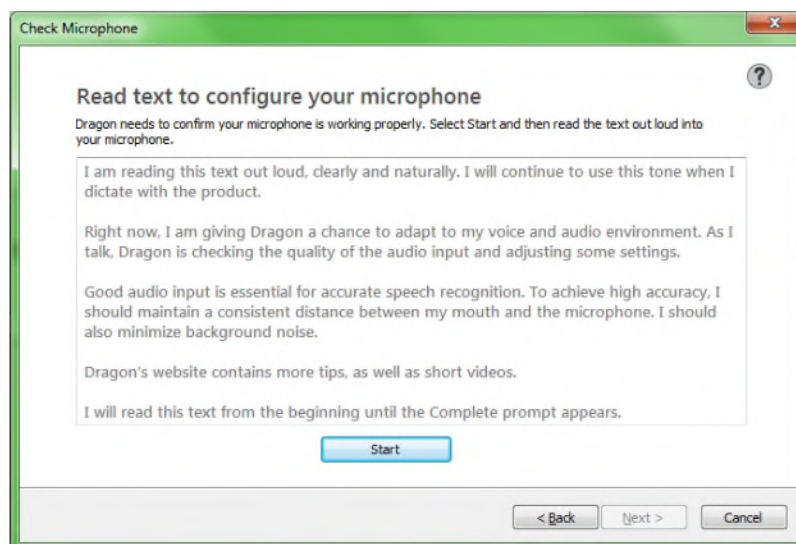 Check Microphone
Read text to configure your microphone
Dragon needs to confirm your microphone is working properly. Select Start and then read the text out loud into
your microphone.
I am reading this text out loud, clearly and naturally. I will continue to use this tone when I
dictate with the product.
Right now, I am giving Dragon a chance to adapt to my voice and audio environment. As I
talk, Dragon is checking the quality of the audio input and adjusting some settings.
Good audio input is essential for accurate speech recognition. To achieve high accuracy, I
should maintain a consistent distance between my mouth and the microphone. I should
also minimize background noise.
Dragon's website contains more tips, as well as short videos.
I will read this text from the beginning until the Complete prompt appears.
Start
< Back Next > Cancel